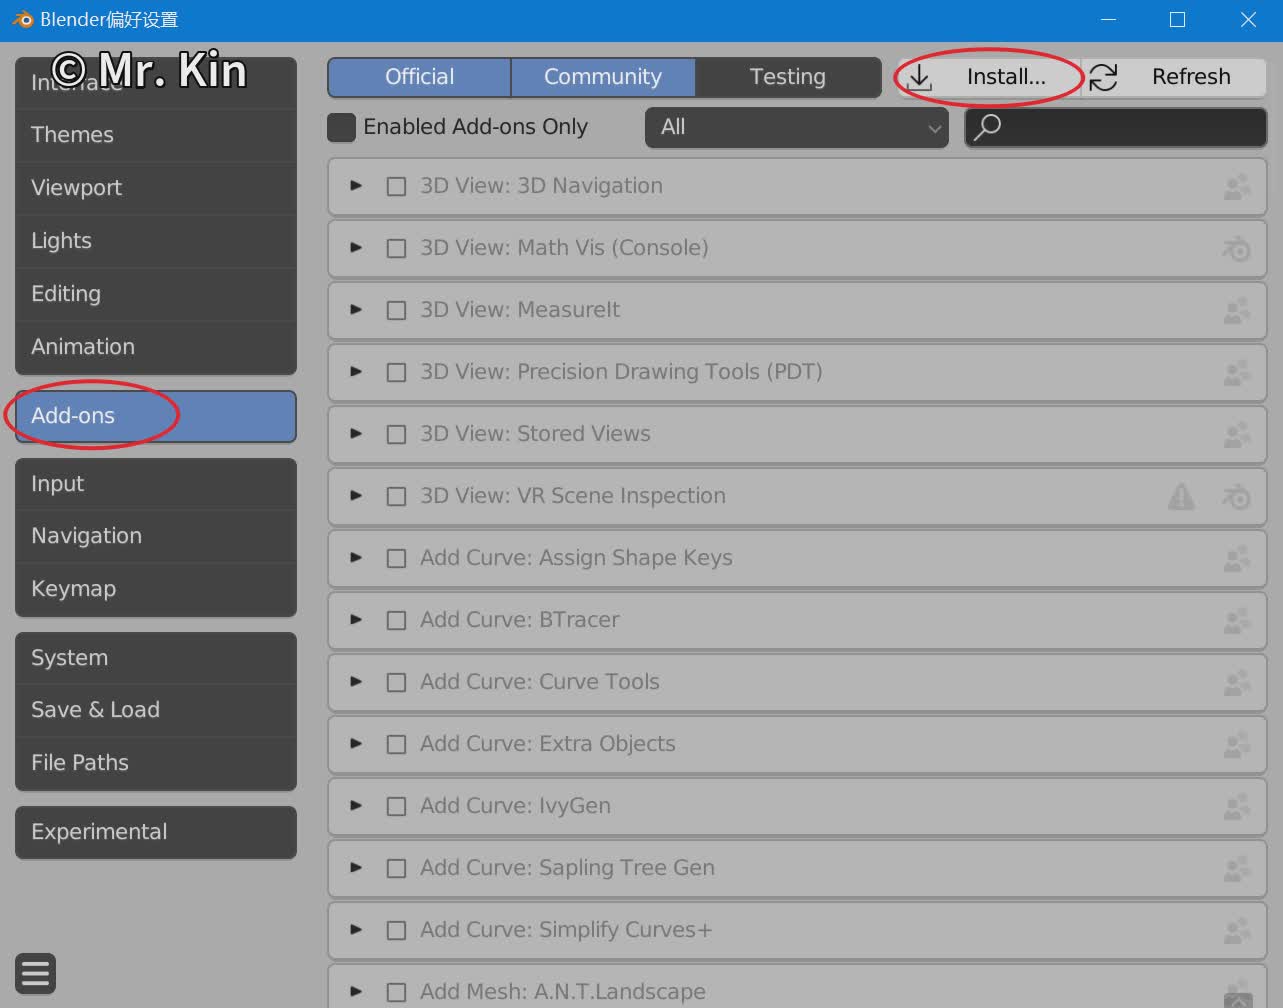 Blender偏好设置
© Mr. Kin
Interface
Themes
Viewport
Lights
Editing
Animation
Add-ons
Input
Navigation
Keymap
System
Save & Load
File Paths
Experimental
Official Community Testing Install... Refresh
Enabled Add-ons Only All
3D View: 3D Navigation
3D View: Math Vis (Console)
3D View: MeasureIt
3D View: Precision Drawing Tools (PDT)
3D View: Stored Views
3D View: VR Scene Inspection
Add Curve: Assign Shape Keys
Add Curve: BTracer
Add Curve: Curve Tools
Add Curve: Extra Objects
Add Curve: IvyGen
Add Curve: Sapling Tree Gen
Add Curve: Simplify Curves+
Add Mesh: A.N.T.Landscape